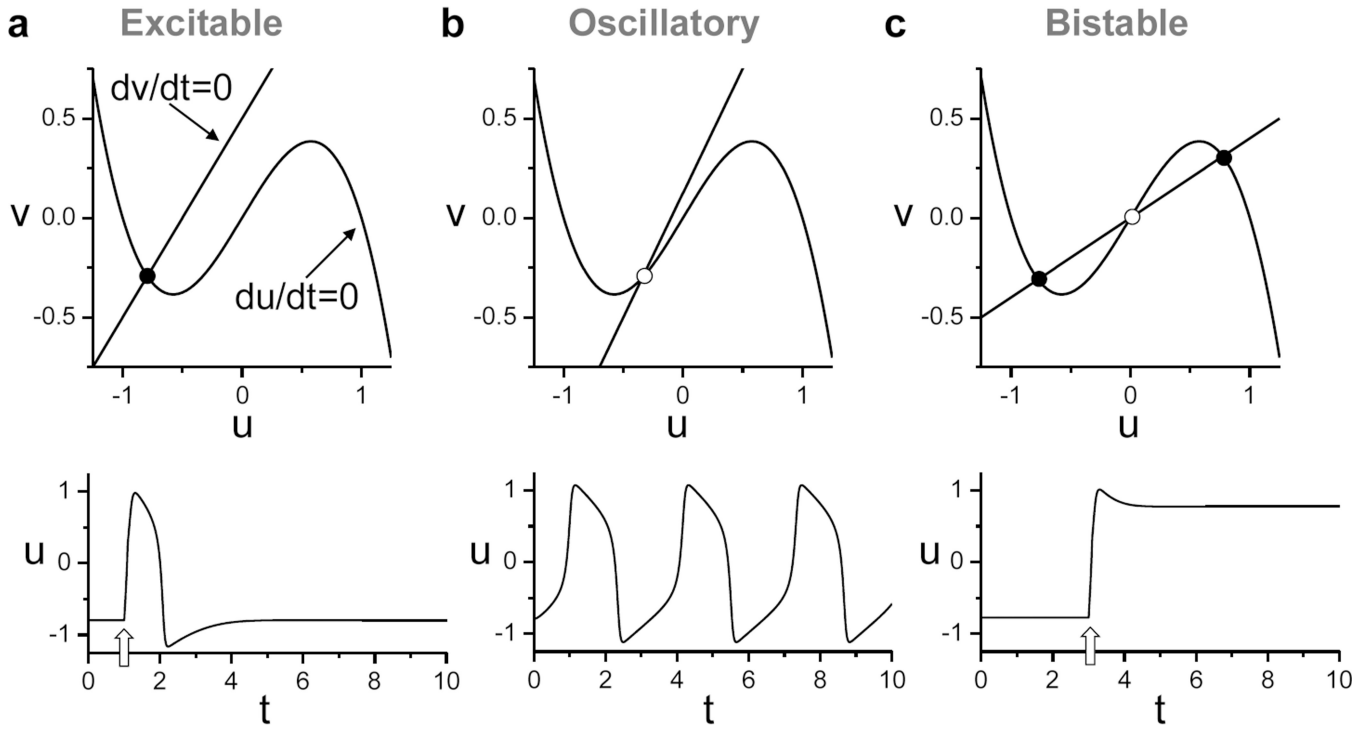 a Excitable
b Oscillatory
c Bistable
dv/dt=0
du/dt=0
v
0.5
0.0
-0.5
-1 0 1
u
v
0.5
0.0
-0.5
-1 0 1
u
v
0.5
0.0
-0.5
-1 0 1
u
u
1
0
-1
0 2 4 6 8 10
t
u
1
0
-1
0 2 4 6 8 10
t
u
1
0
-1
0 2 4 6 8 10
t